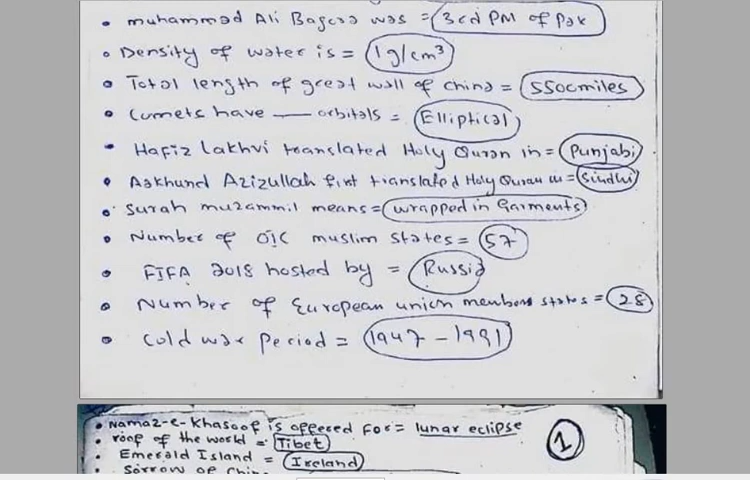 • muhammad Ali Bagora was = 3rd PM of Pak
• Density of water is = 1g/cm³
• Total length of great wall of china = 5500miles
• Comets have — orbitals = Elliptical
• Hafiz Lakhvi translated Holy Quran in = Punjabi
• Aakhund Azizullah first translated Holy Quran in = Sindhi
• Surah muzammil means = wrapped in Garments
• Number of OIC muslim states = 57
• FIFA 2018 hosted by = Russia
• Number of European union members states = 28
• Cold war Period = 1947 - 1991
• Namaz-e-Khasoof is offered For = lunar eclipse
• roof of the world = Tibet
1
• Emerald Island = Ireland
• Sorrow of